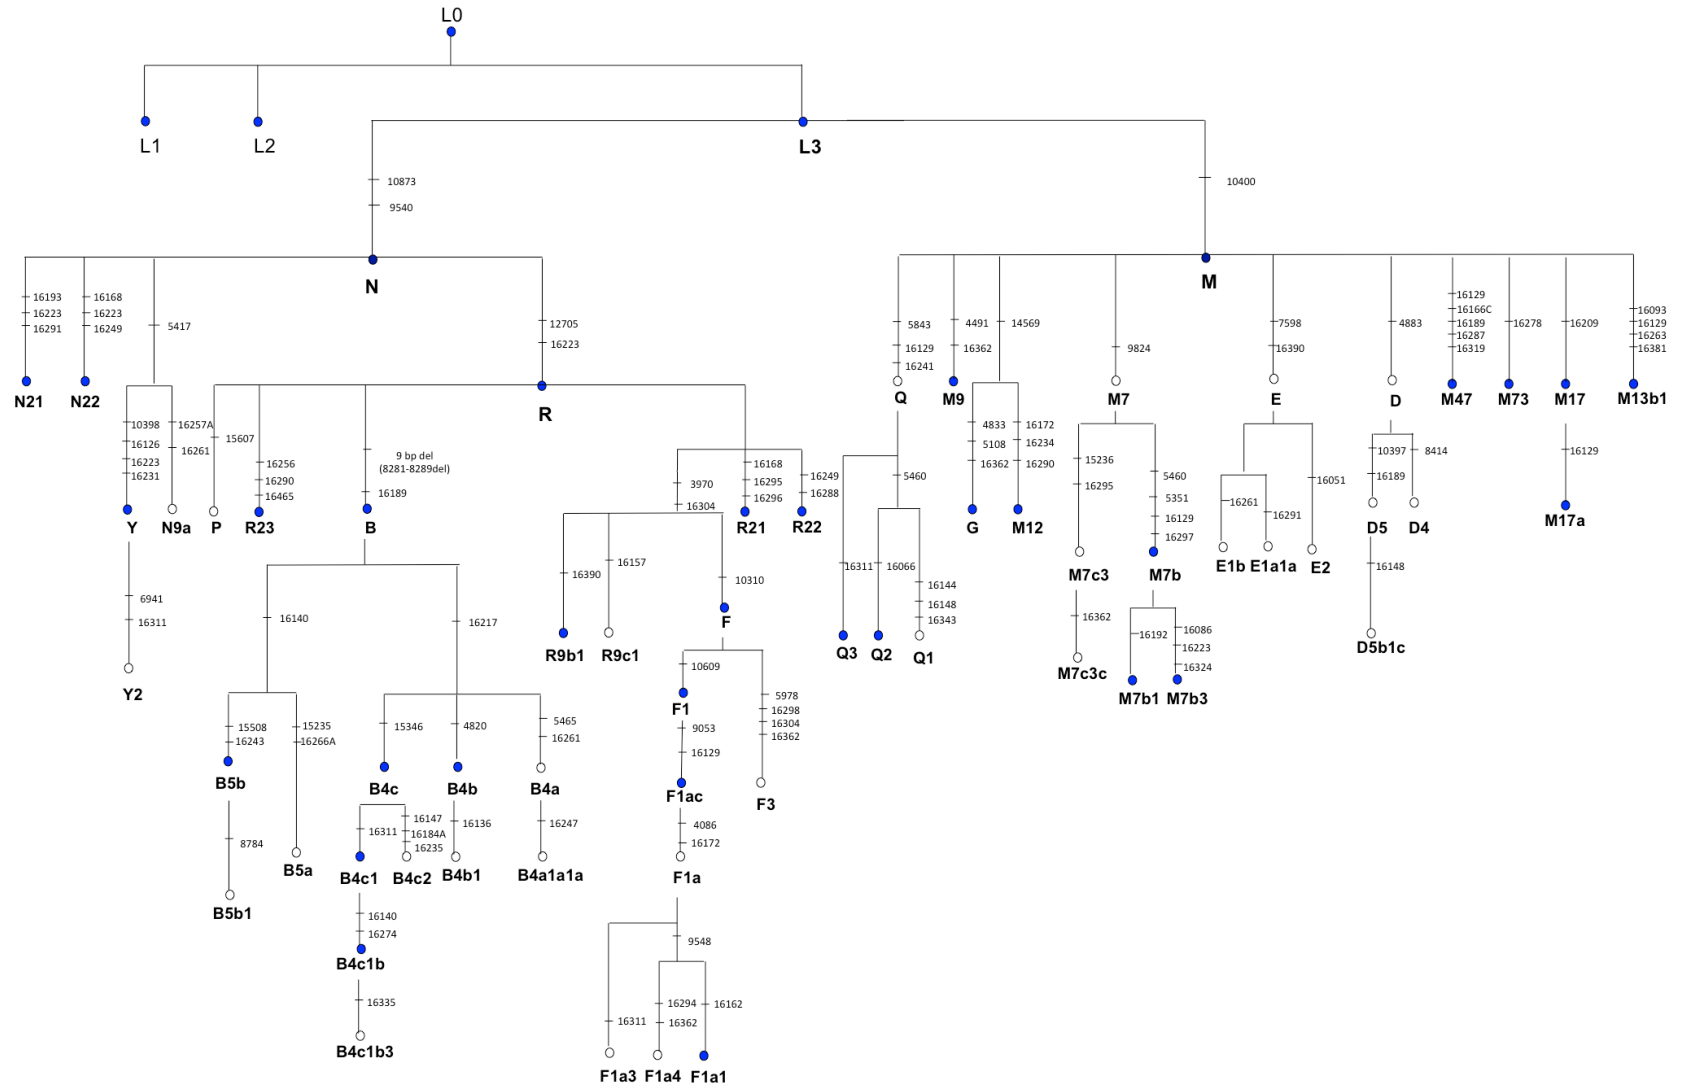 L0
L1
L2
L3
10873
9540
10400
N
M
16193
16223
16291
16168
16223
16249
5417
12705
16223
5843
16129
16241
4491
16362
14569
9824
7598
16390
4883
16129
16166C
16189
16287
16319
16278
16209
16093
16129
16263
16381
N21
N22
R
Q
M9
M7
E
D
M47
M73
M17
M13b1
10398
16126
16223
16231
16257A
16261
15607
16256
16290
16465
9 bp del
(8281-8289del)
16189
3970
16304
16168
16295
16296
16249
16288
5460
4833
5108
16362
16172
16234
16290
15236
16295
5460
5351
16129
16297
16261
16291
16051
10397
16189
8414
16129
Y
N9a
P
R23
B
R21
R22
G
M12
D5
D4
M17a
16390
16157
10310
16311
16066
16144
16148
16343
M7c3
M7b
E1b
E1a1a
E2
16148
6941
16311
16140
16217
F
R9b1
R9c1
Q3
Q2
Q1
16362
16192
16086
16223
16324
D5b1c
Y2
M7c3c
M7b1
M7b3
10609
5978
16298
16304
16362
F1
15508
16243
15235
16266A
15346
4820
5465
16261
9053
16129
B5b
B4c
B4b
B4a
F1ac
F3
8784
16311
16147
16184A
16235
16136
16247
4086
16172
B5a
B4c1
B4c2
B4b1
B4a1a1a
F1a
B5b1
16140
16274
9548
B4c1b
16335
16311
16294
16362
16162
B4c1b3
F1a3
F1a4
F1a1